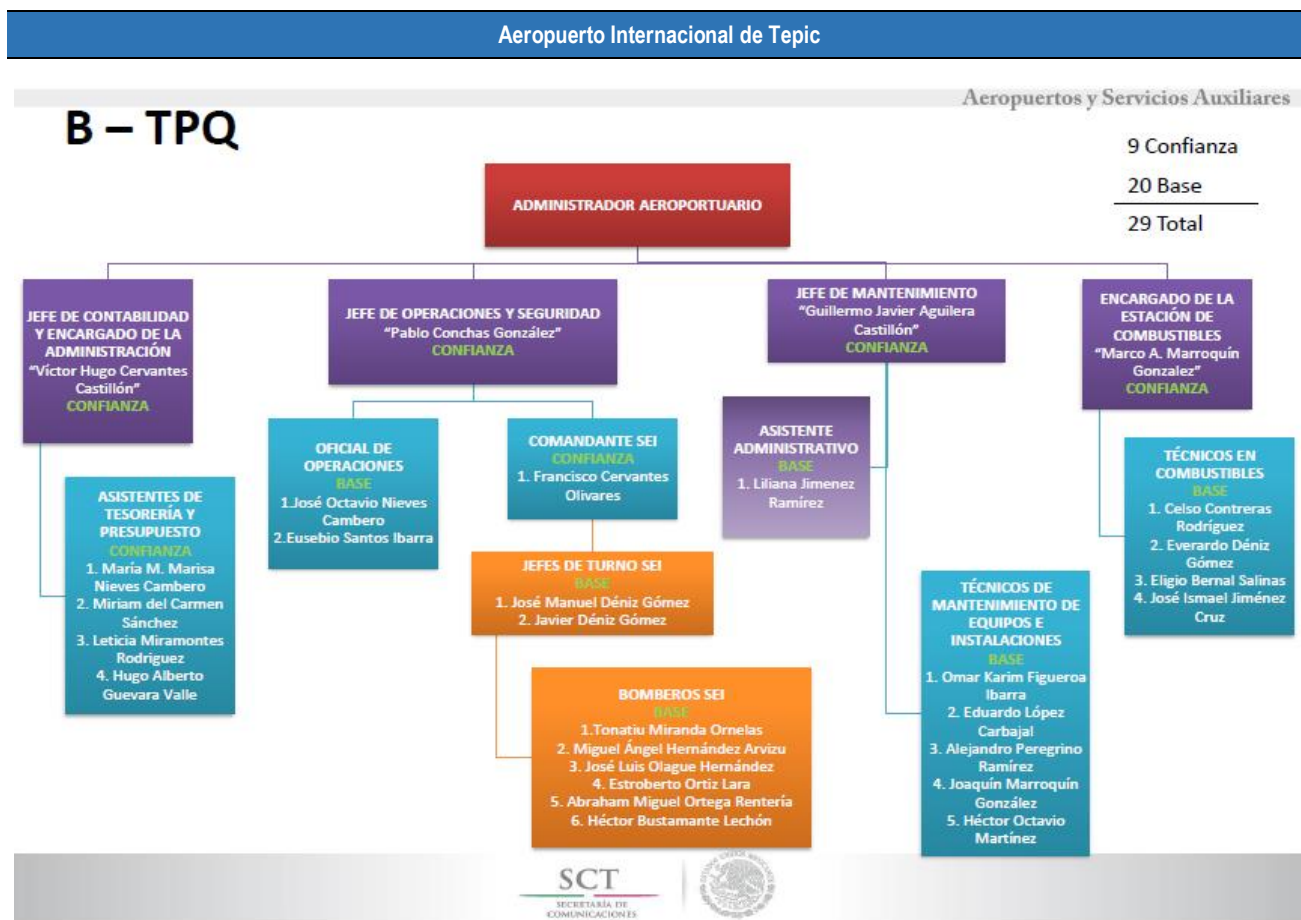 Aeropuerto Internacional de Tepic
Aeropuertos y Servicios Auxiliares
B – TPQ
9 Confianza
20 Base
29 Total
ADMINISTRADOR AEROPORTUARIO
JEFE DE CONTABILIDAD
Y ENCARGADO DE LA
ADMINISTRACIÓN
“Víctor Hugo Cervantes
Castillón”
CONFIANZA
JEFE DE OPERACIONES Y SEGURIDAD
“Pablo Conchas González”
CONFIANZA
JEFE DE MANTENIMIENTO
“Guillermo Javier Aguilera
Castillón”
CONFIANZA
ENCARGADO DE LA
ESTACIÓN DE
COMBUSTIBLES
“Marco A. Marroquín
Gonzalez”
CONFIANZA
ASISTENTES DE
TESORERÍA Y
PRESUPUESTO
CONFIANZA
1. María M. Marisa
Nieves Cambero
2. Miriam del Carmen
Sánchez
3. Leticia Miramontes
Rodriguez
4. Hugo Alberto
Guevara Valle
OFICIAL DE
OPERACIONES
BASE
1.José Octavio Nieves
Cambero
2.Eusebio Santos Ibarra
COMANDANTE SEI
CONFIANZA
1. Francisco Cervantes
Olivares
JEFES DE TURNO SEI
BASE
1. José Manuel Déniz Gómez
2. Javier Déniz Gómez
BOMBEROS SEI
BASE
1.Tonatiu Miranda Ornelas
2. Miguel Ángel Hernández Arvizu
3. José Luis Olague Hernández
4. Estroberto Ortiz Lara
5. Abraham Miguel Ortega Rentería
6. Héctor Bustamante Lechón
ASISTENTE
ADMINISTRATIVO
BASE
1. Liliana Jimenez
Ramírez
TÉCNICOS DE
MANTENIMIENTO DE
EQUIPOS E
INSTALACIONES
BASE
1. Omar Karim Figueroa
Ibarra
2. Eduardo López
Carbajal
3. Alejandro Peregrino
Ramírez
4. Joaquín Marroquín
González
5. Héctor Octavio
Martínez
TÉCNICOS EN
COMBUSTIBLES
BASE
1. Celso Contreras
Rodríguez
2. Everardo Déniz
Gómez
3. Eligio Bernal Salinas
4. José Ismael Jiménez
Cruz
SCT
SECRETARÍA DE
COMUNICACIONES